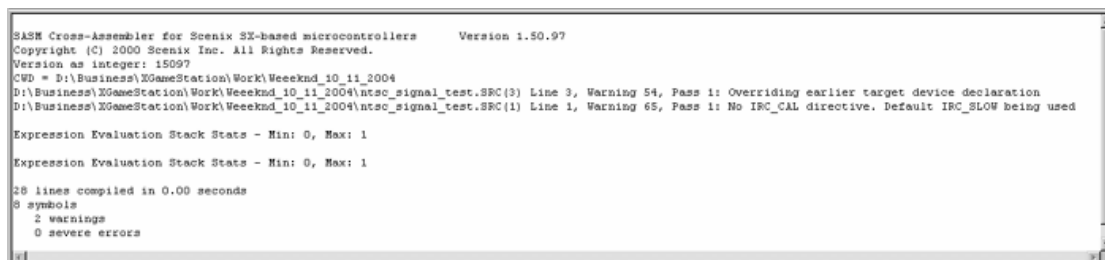 SASM Cross-Assembler for Scenix SX-based microcontrollers Version 1.50.97
Copyright (C) 2000 Scenix Inc. All Rights Reserved.
Version as integer: 15097
CWD = D:\Business\XGameStation\Work\Weeeknd_10_11_2004
D:\Business\XGameStation\Work\Weeeknd_10_11_2004\ntsc_signal_test.SRC(3) Line 3, Warning 54, Pass 1: Overriding earlier target device declaration
D:\Business\XGameStation\Work\Weeeknd_10_11_2004\ntsc_signal_test.SRC(1) Line 1, Warning 65, Pass 1: No IRC_CAL directive. Default IRC_SLOW being used
Expression Evaluation Stack Stats - Min: 0, Max: 1
Expression Evaluation Stack Stats - Min: 0, Max: 1
28 lines compiled in 0.00 seconds
8 symbols
2 warnings
0 severe errors